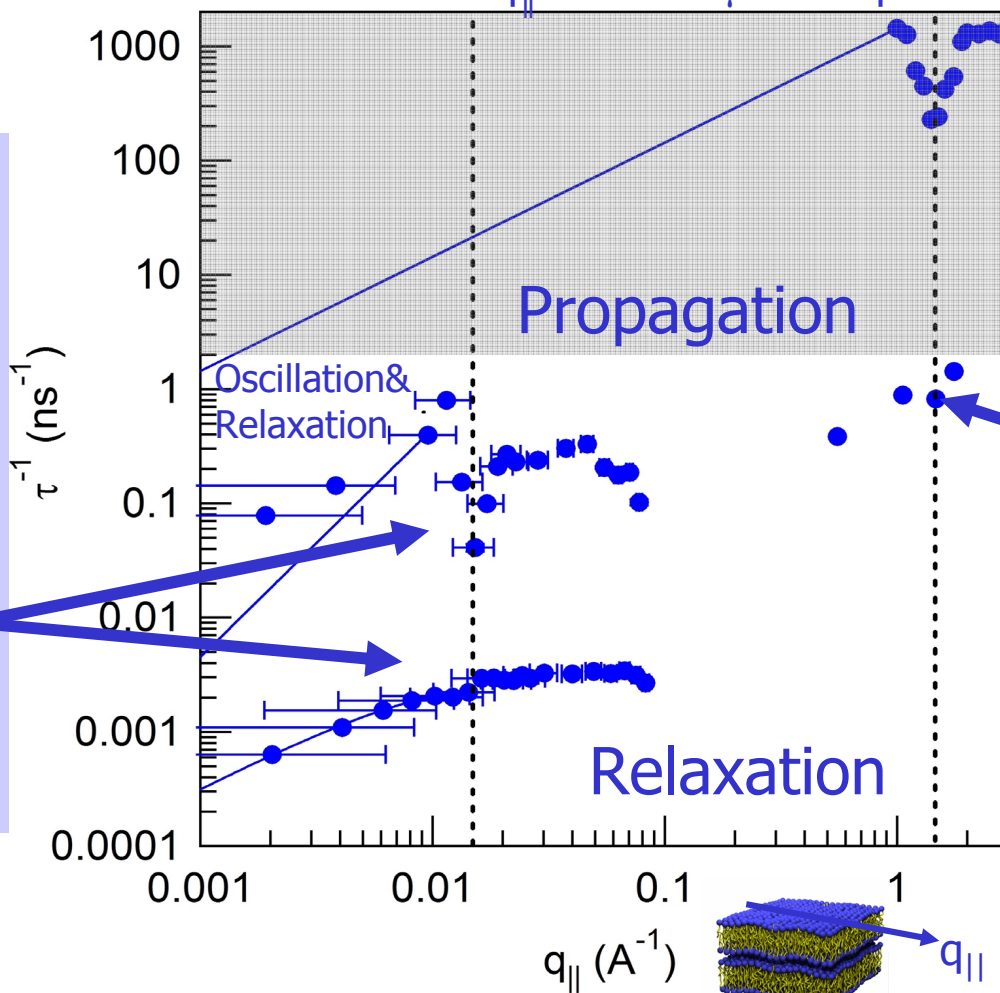 q||
1000
100
10
Propagation
1
Oscillation&
Relaxation
τ-1 (ns-1)
0.1
0.01
0.001
Relaxation
0.0001
0.001 0.01 0.1 1
q|| (A-1)
q||